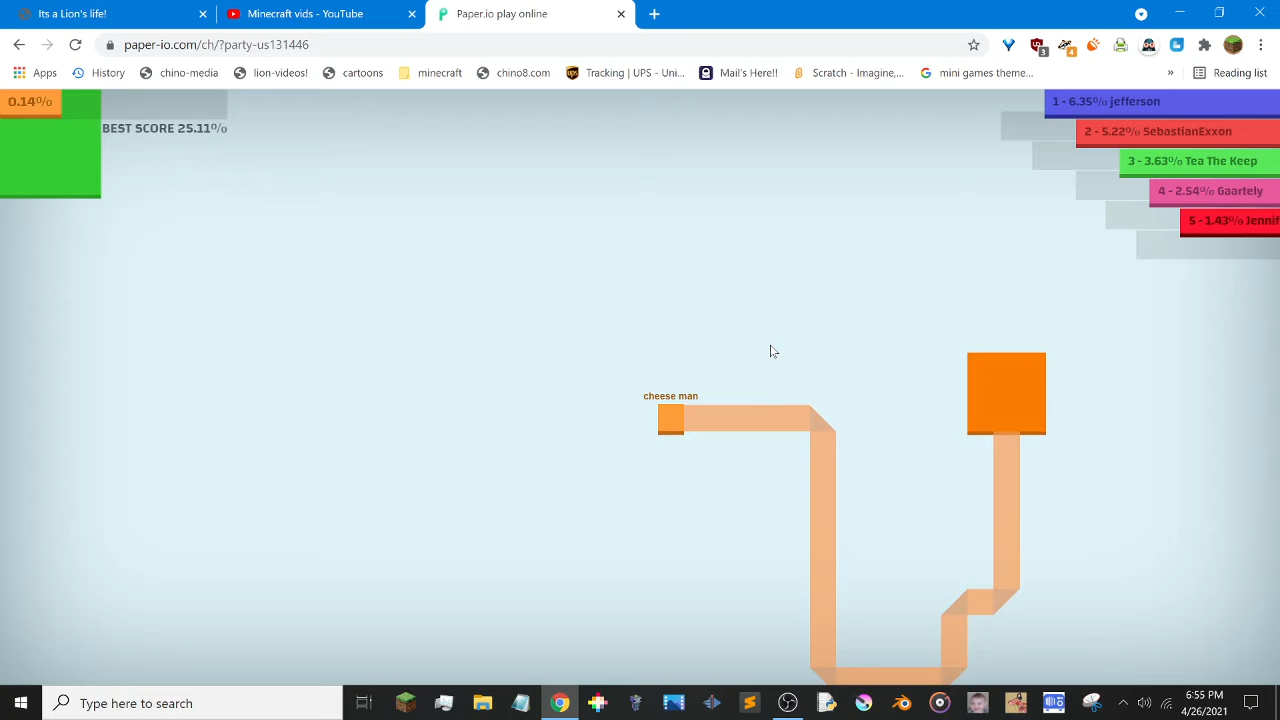 Its a Lion's life!
Minecraft vids - YouTube
Paper.io play online
paper-io.com/ch/?party-us131446
3
4
Apps
History
chino-media
lion-videos!
cartoons
minecraft
chino8.com
Tracking | UPS - Uni...
Mail's Here!!
Scratch - Imagine,...
mini games theme...
»
Reading list
0.14%
BEST SCORE 25.11%
1 - 6.35% jefferson
2 - 5.22% SebastianExxon
3 - 3.63% Tea The Keep
4 - 2.54% Gaartely
5 - 1.43% Jennif
cheese man
Type here to search
6:55 PM
4/26/2021